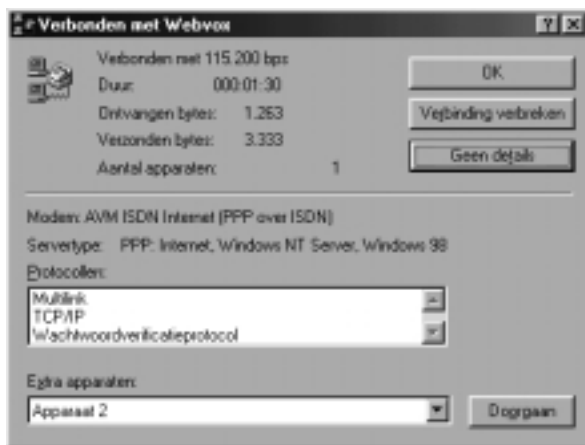 Verbonden met Webvox
Verbonden met 115.200 bps
Duur: 000:01:30
Ontvangen bytes: 1.263
Verzonden bytes: 3.333
Aantal apparaten: 1
OK
Verbinding verbreken
Geen details
Modem: AVM ISDN Internet (PPP over ISDN)
Servertype: PPP: Internet, Windows NT Server, Windows 98
Protocollen:
Multilink
TCP/IP
Wachtwoordverificatieprotocol
Extra apparaten:
Apparaat 2
Doorgaan